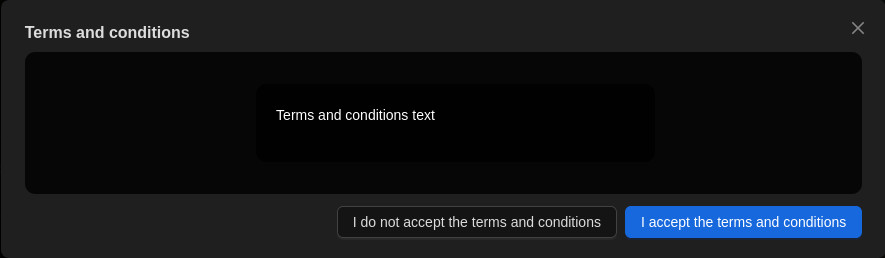 Terms and conditions
Terms and conditions text
I do not accept the terms and conditions
I accept the terms and conditions